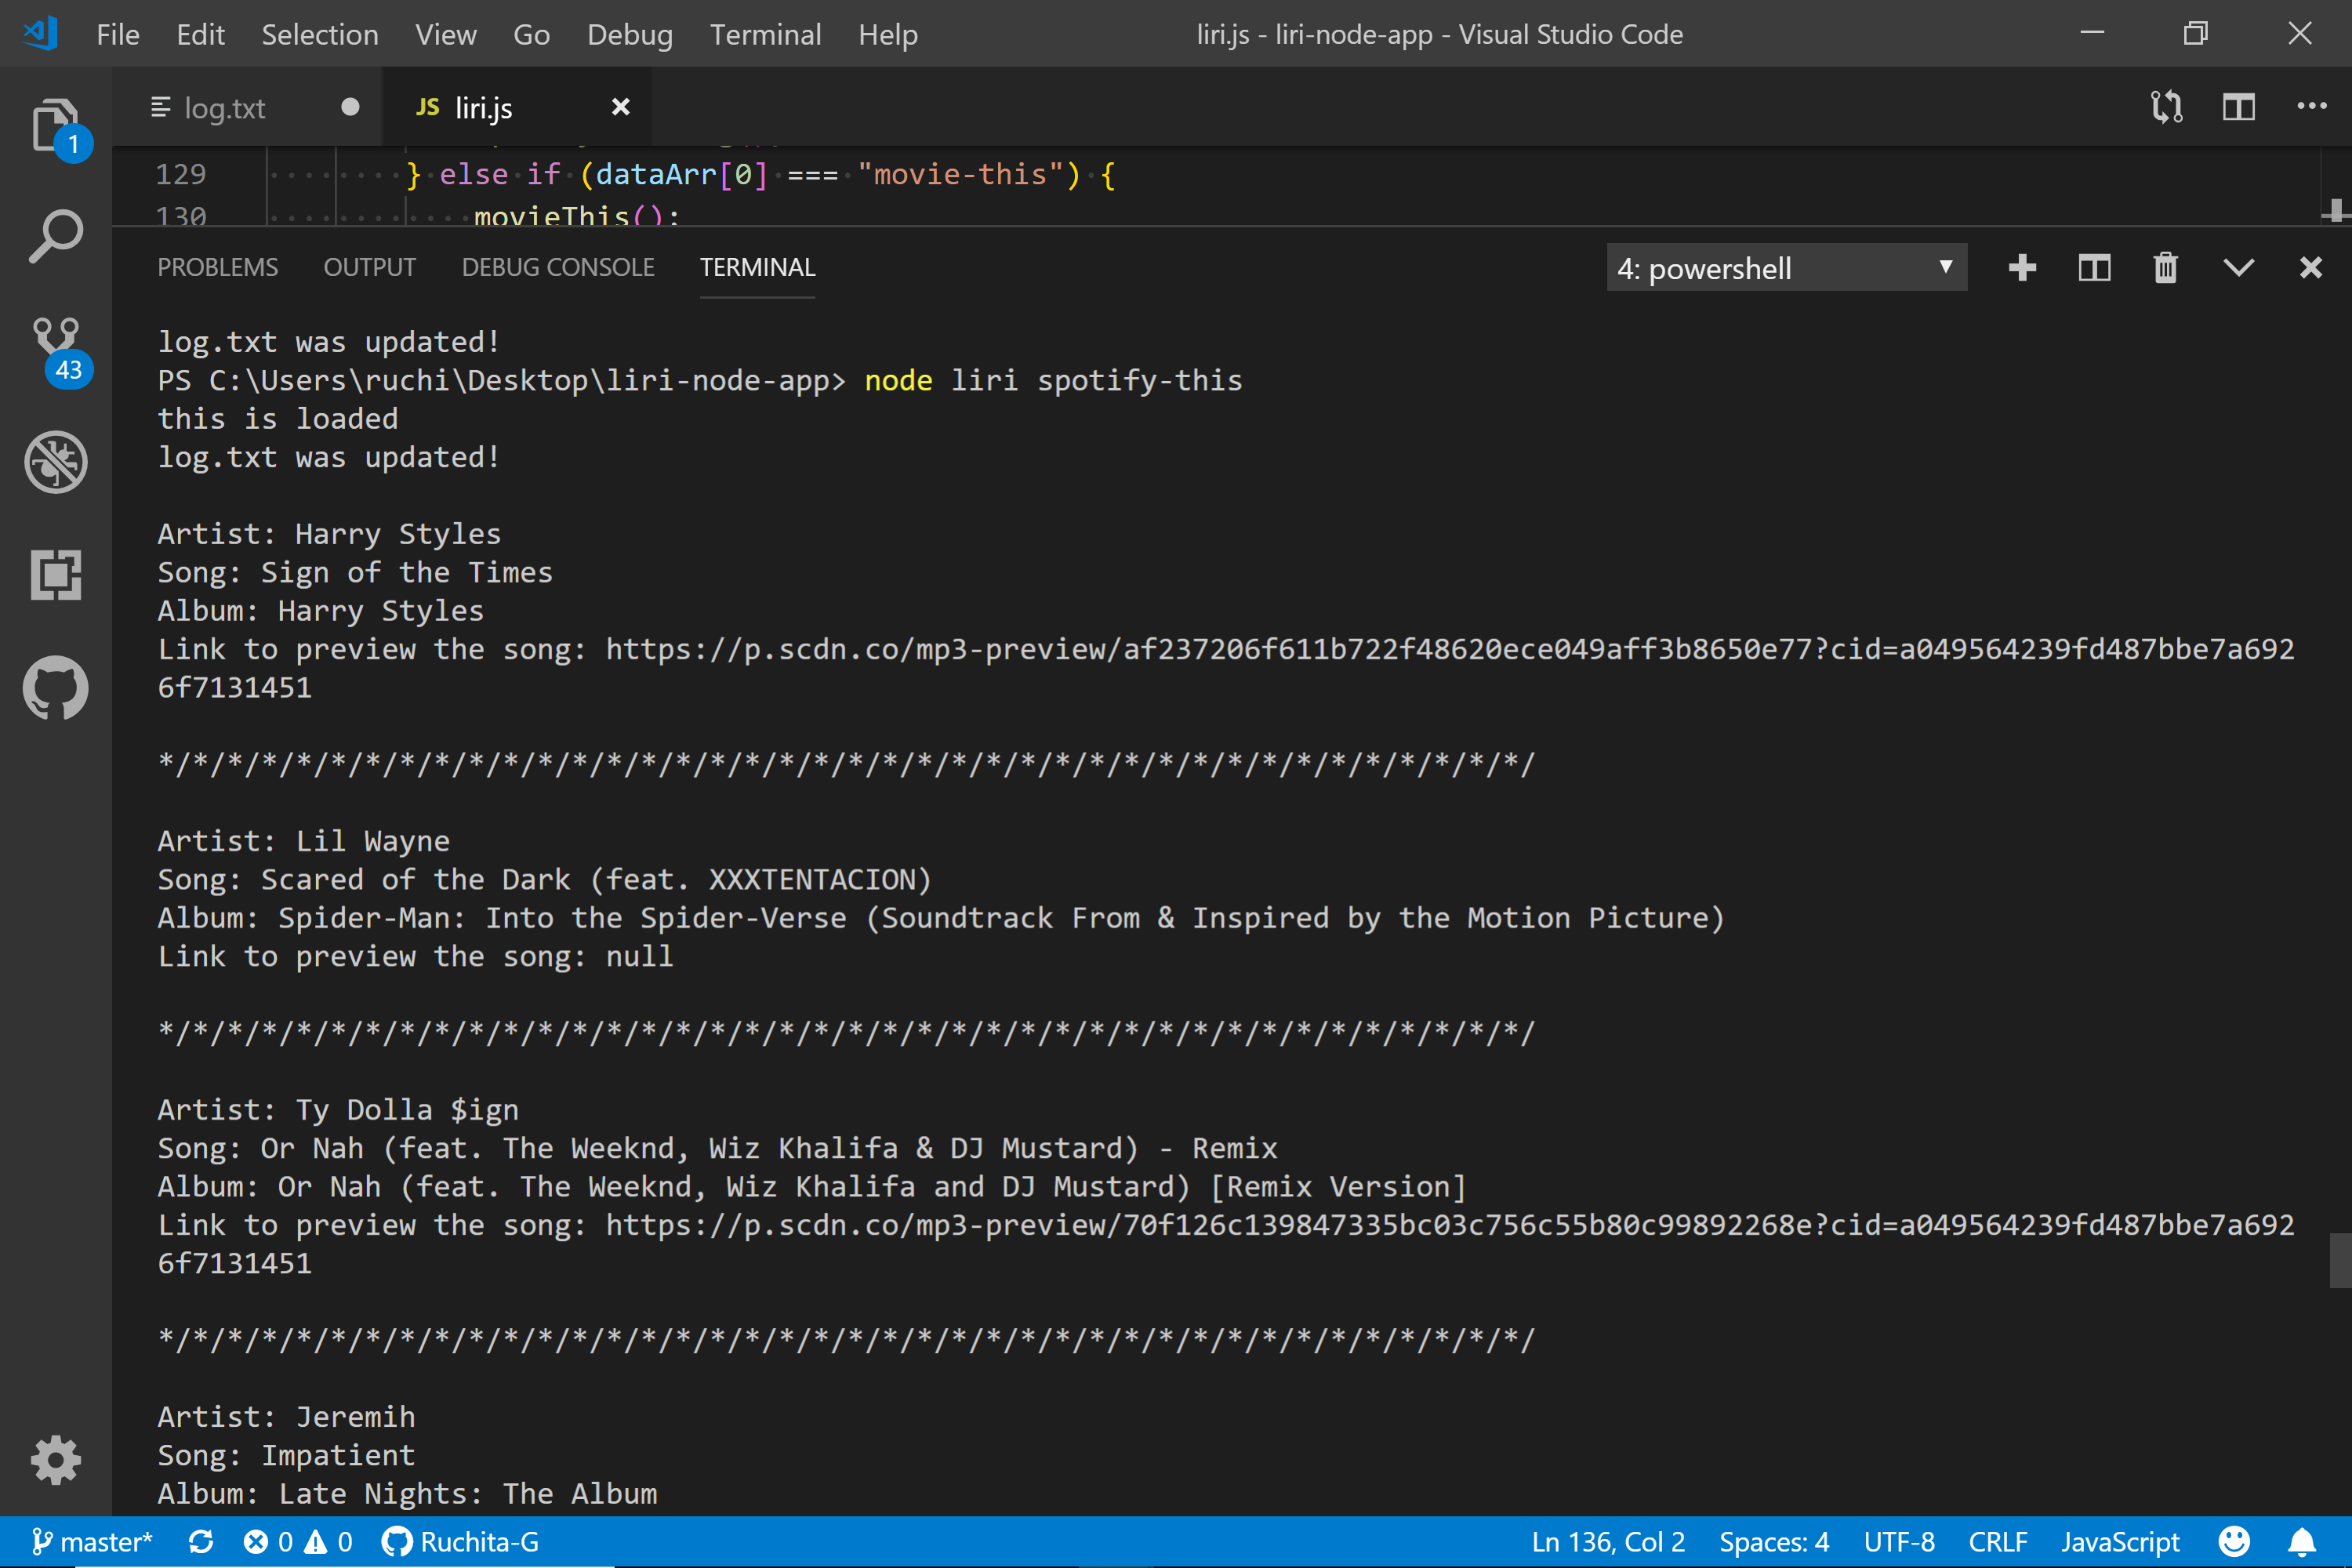 File Edit Selection View Go Debug Terminal Help liri.js - liri-node-app - Visual Studio Code
log.txt JS liri.js
1
43
129 } else if (dataArr[0] === "movie-this") {
130 movieThis();
PROBLEMS OUTPUT DEBUG CONSOLE TERMINAL 4: powershell
log.txt was updated!
PS C:\Users\ruchi\Desktop\liri-node-app> node liri spotify-this
this is loaded
log.txt was updated!
Artist: Harry Styles
Song: Sign of the Times
Album: Harry Styles
Link to preview the song: https://p.scdn.co/mp3-preview/af237206f611b722f48620ece049aff3b8650e77?cid=a049564239fd487bbe7a692
6f7131451
*/*/*/*/*/*/*/*/*/*/*/*/*/*/*/*/*/*/*/*/*/*/*/*/*/*/*/*/*/*/*/*/*/*/*/*/*/*/*/*/
Artist: Lil Wayne
Song: Scared of the Dark (feat. XXXTENTACION)
Album: Spider-Man: Into the Spider-Verse (Soundtrack From & Inspired by the Motion Picture)
Link to preview the song: null
*/*/*/*/*/*/*/*/*/*/*/*/*/*/*/*/*/*/*/*/*/*/*/*/*/*/*/*/*/*/*/*/*/*/*/*/*/*/*/*/
Artist: Ty Dolla $ign
Song: Or Nah (feat. The Weeknd, Wiz Khalifa & DJ Mustard) - Remix
Album: Or Nah (feat. The Weeknd, Wiz Khalifa and DJ Mustard) [Remix Version]
Link to preview the song: https://p.scdn.co/mp3-preview/70f126c139847335bc03c756c55b80c99892268e?cid=a049564239fd487bbe7a692
6f7131451
*/*/*/*/*/*/*/*/*/*/*/*/*/*/*/*/*/*/*/*/*/*/*/*/*/*/*/*/*/*/*/*/*/*/*/*/*/*/*/*/
Artist: Jeremih
Song: Impatient
Album: Late Nights: The Album
master* 0 0 Ruchita-G Ln 136, Col 2 Spaces: 4 UTF-8 CRLF JavaScript